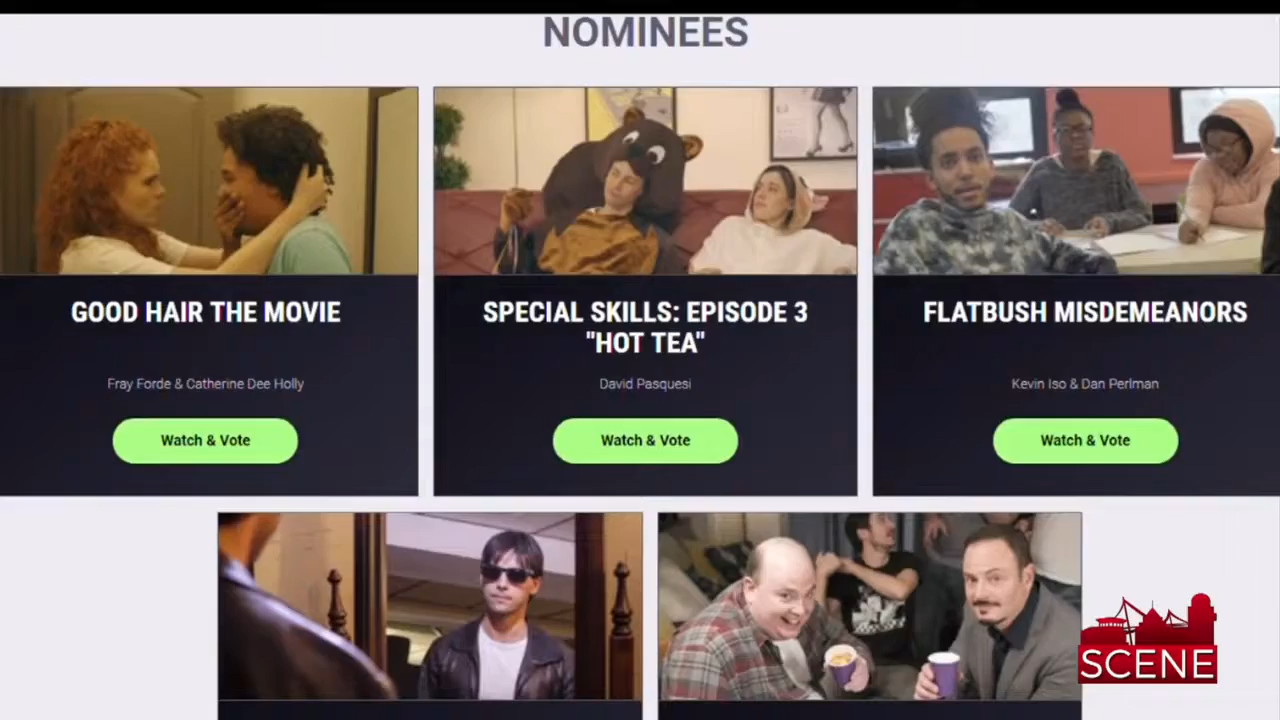 NOMINEES
GOOD HAIR THE MOVIE
Fray Forde & Catherine Dee Holly
Watch & Vote
SPECIAL SKILLS: EPISODE 3
"HOT TEA"
David Pasquesi
Watch & Vote
FLATBUSH MISDEMEANORS
Kevin Iso & Dan Perlman
Watch & Vote
SCENE